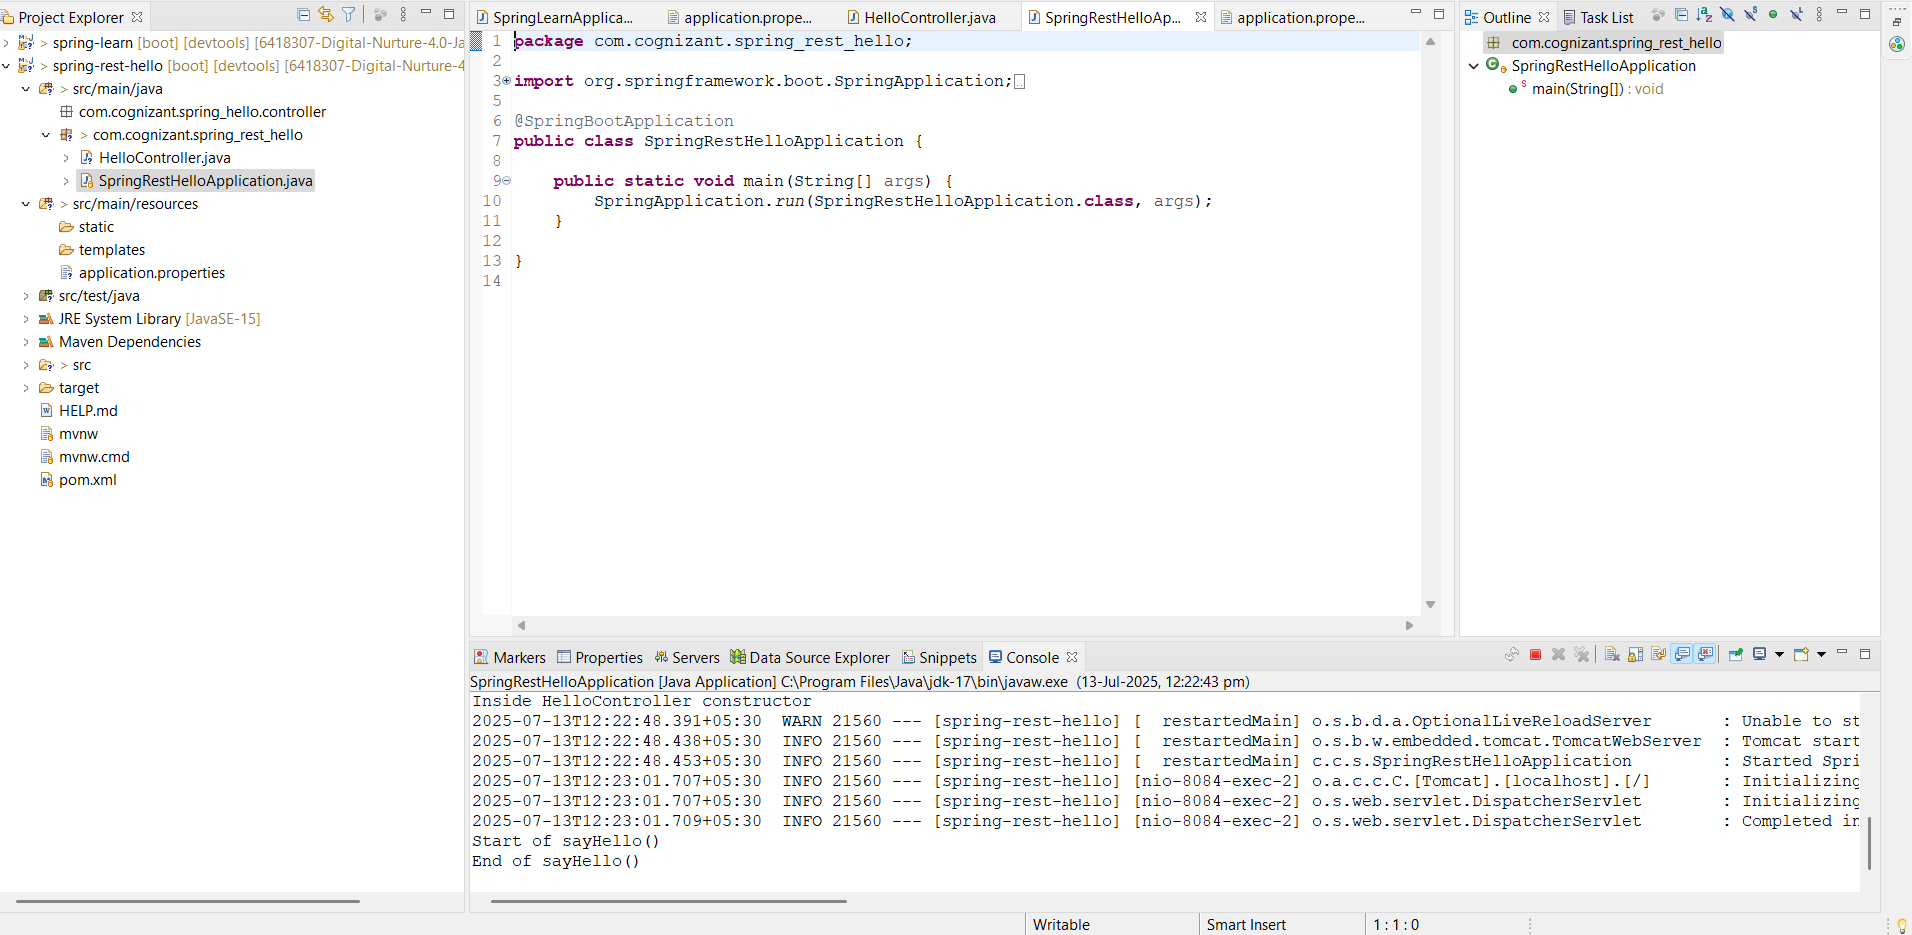 Project Explorer
> spring-learn [boot] [devtools] [6418307-Digital-Nurture-4.0-Ja
> spring-rest-hello [boot] [devtools] [6418307-Digital-Nurture-4
> src/main/java
com.cognizant.spring_hello.controller
> com.cognizant.spring_rest_hello
HelloController.java
SpringRestHelloApplication.java
> src/main/resources
static
templates
application.properties
src/test/java
JRE System Library [JavaSE-15]
Maven Dependencies
> src
target
HELP.md
mvnw
mvnw.cmd
pom.xml
SpringLearnApplica... application.prope... HelloController.java SpringRestHelloAp... application.prope...
1 package com.cognizant.spring_rest_hello;
2
3 import org.springframework.boot.SpringApplication;
5
6 @SpringBootApplication
7 public class SpringRestHelloApplication {
8
9 public static void main(String[] args) {
10 SpringApplication.run(SpringRestHelloApplication.class, args);
11 }
12
13 }
14
Outline Task List
com.cognizant.spring_rest_hello
SpringRestHelloApplication
main(String[]) : void
Markers Properties Servers Data Source Explorer Snippets Console
SpringRestHelloApplication [Java Application] C:\Program Files\Java\jdk-17\bin\javaw.exe (13-Jul-2025, 12:22:43 pm)
Inside HelloController constructor
2025-07-13T12:22:48.391+05:30 WARN 21560 --- [spring-rest-hello] [ restartedMain] o.s.b.d.a.OptionalLiveReloadServer : Unable to st
2025-07-13T12:22:48.438+05:30 INFO 21560 --- [spring-rest-hello] [ restartedMain] o.s.b.w.embedded.tomcat.TomcatWebServer : Tomcat start
2025-07-13T12:22:48.453+05:30 INFO 21560 --- [spring-rest-hello] [ restartedMain] c.c.s.SpringRestHelloApplication : Started Spri
2025-07-13T12:23:01.707+05:30 INFO 21560 --- [spring-rest-hello] [nio-8084-exec-2] o.a.c.c.C.[Tomcat].[localhost].[/] : Initializing
2025-07-13T12:23:01.707+05:30 INFO 21560 --- [spring-rest-hello] [nio-8084-exec-2] o.s.web.servlet.DispatcherServlet : Initializing
2025-07-13T12:23:01.709+05:30 INFO 21560 --- [spring-rest-hello] [nio-8084-exec-2] o.s.web.servlet.DispatcherServlet : Completed in
Start of sayHello()
End of sayHello()
Writable Smart Insert 1 : 1 : 0